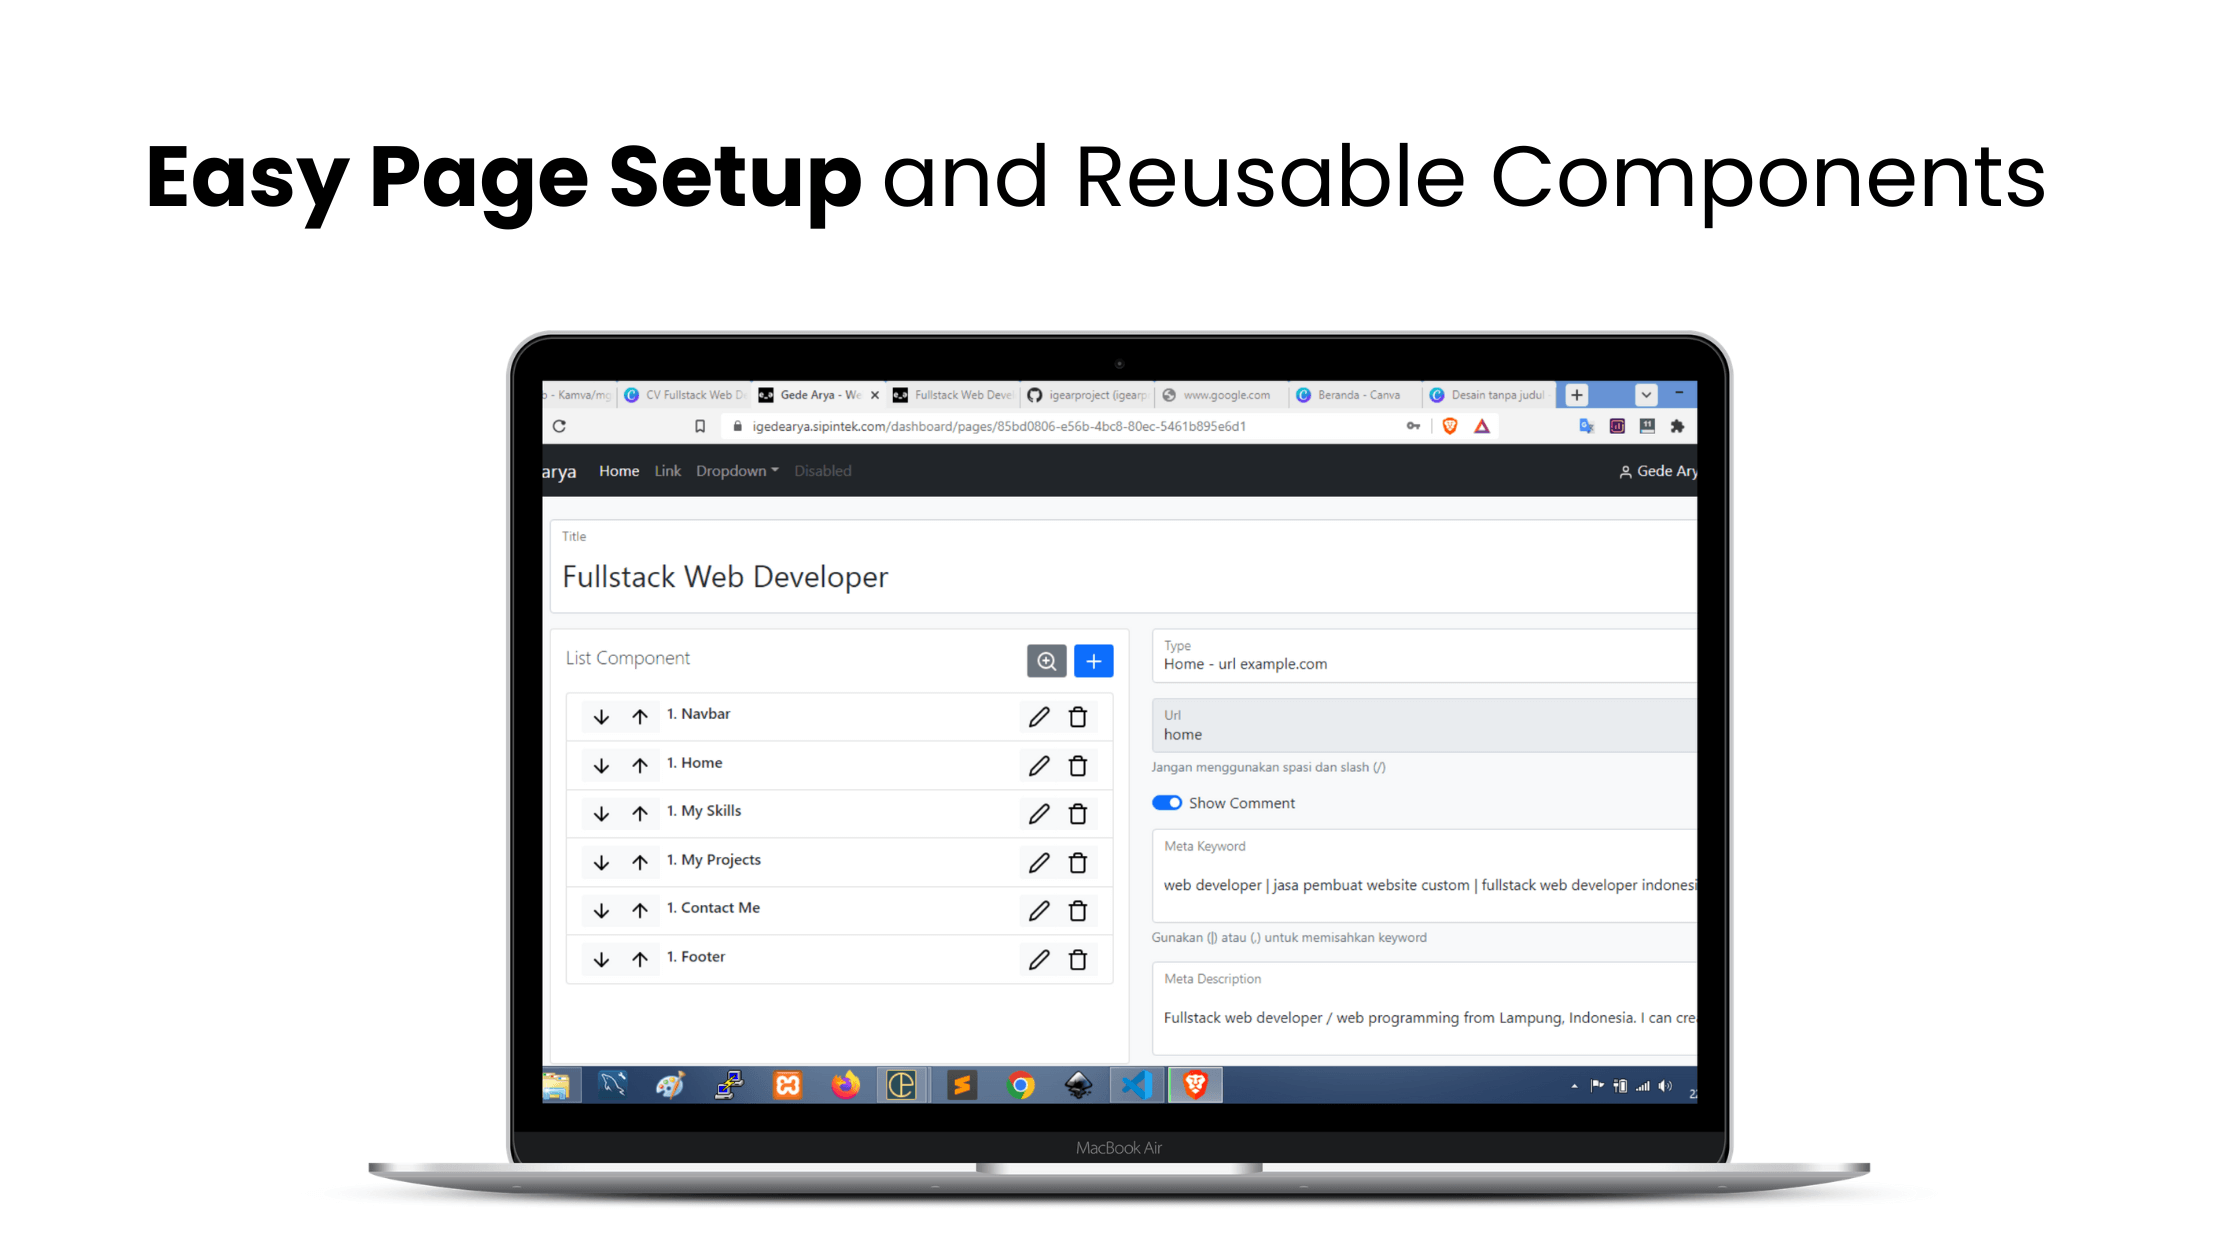 Easy Page Setup and Reusable Components
o - Kamva/mg
CV Fullstack Web D
Gede Arya - We
Fullstack Web Devel
igearproject (igearp
www.google.com
Beranda - Canva
Desain tanpa judul -
igedearya.sipintek.com/dashboard/pages/85bd0806-e56b-4bc8-80ec-5461b895e6d1
arya Home Link Dropdown Disabled Gede Ary
Title
Fullstack Web Developer
List Component
1. Navbar
1. Home
1. My Skills
1. My Projects
1. Contact Me
1. Footer
Type
Home - url example.com
Url
home
Jangan menggunakan spasi dan slash (/)
Show Comment
Meta Keyword
web developer | jasa pembuat website custom | fullstack web developer indonesi
Gunakan (|) atau (,) untuk memisahkan keyword
Meta Description
Fullstack web developer / web programming from Lampung, Indonesia. I can cre
MacBook Air